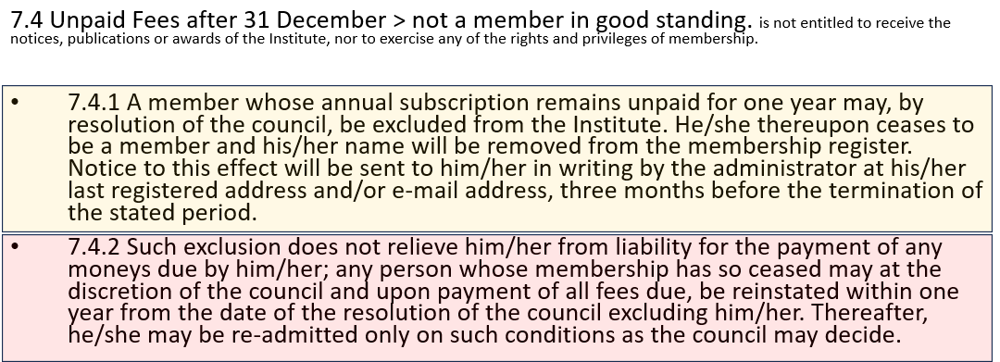 7.4 Unpaid Fees after 31 December > not a member in good standing. is not entitled to receive the
notices, publications or awards of the Institute, nor to exercise any of the rights and privileges of membership.
• 7.4.1 A member whose annual subscription remains unpaid for one year may, by
resolution of the council, be excluded from the Institute. He/she thereupon ceases to
be a member and his/her name will be removed from the membership register.
Notice to this effect will be sent to him/her in writing by the administrator at his/her
last registered address and/or e-mail address, three months before the termination of
the stated period.
• 7.4.2 Such exclusion does not relieve him/her from liability for the payment of any
moneys due by him/her; any person whose membership has so ceased may at the
discretion of the council and upon payment of all fees due, be reinstated within one
year from the date of the resolution of the council excluding him/her. Thereafter,
he/she may be re-admitted only on such conditions as the council may decide.